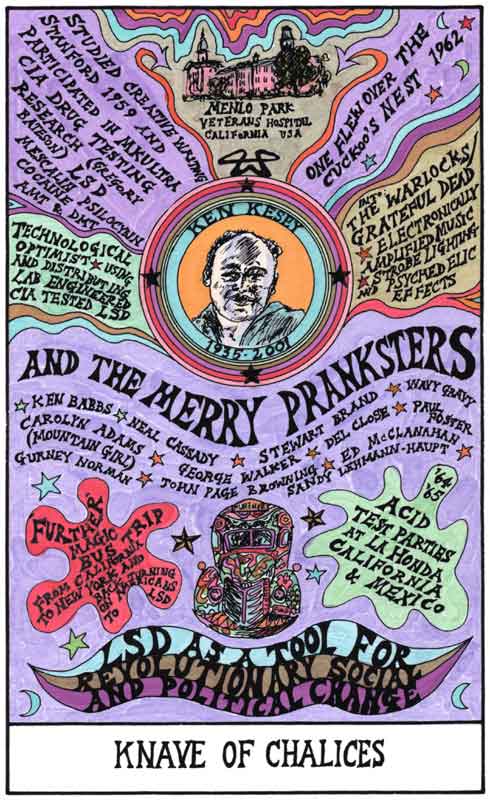 STUDIED CREATIVE WRITING
STANFORD 1959 AND
PARTICIPATED IN MKULTRA
CIA DRUG TESTING
RESEARCH (GREGORY
BATESON) LSD
MESCALIN PSILOCYBIN
COCAINE
AMT & DMT
MENLO PARK
VETERANS HOSPITAL
CALIFORNIA USA
ONE FLEW OVER THE
CUCKOO'S NEST 1962
THE WARLOCKS/
GRATEFUL DEAD
ELECTRONICALLY
AMPLIFIED MUSIC
STROBE LIGHTING
AND PSYCHEDELIC
EFFECTS
TECHNOLOGICAL
OPTIMIST USING
AND DISTRIBUTING
LAB ENGINEERED
CIA TESTED LSD
KEN KESEY
1935-2001
AND THE MERRY PRANKSTERS
KEN BABBS NEAL CASSADY STEWART BRAND WAVY GRAVY
CAROLYN ADAMS GEORGE WALKER DEL CLOSE PAUL FOSTER
(MOUNTAIN GIRL) JOHN PAGE BROWNING ED McCLANAHAN
GURNEY NORMAN SANDY LEHMANN-HAUPT
'FURTHER'
MAGIC
BUS TRIP
FROM CALIFORNIA
TO NEW YORK AND
BACK TURNING
ON AMERICANS
TO LSD
'64
'65
ACID
TEST PARTIES
AT LA HONDA
CALIFORNIA
& MEXICO
LSD AS A TOOL FOR
REVOLUTIONARY SOCIAL
AND POLITICAL CHANGE
KNAVE OF CHALICES